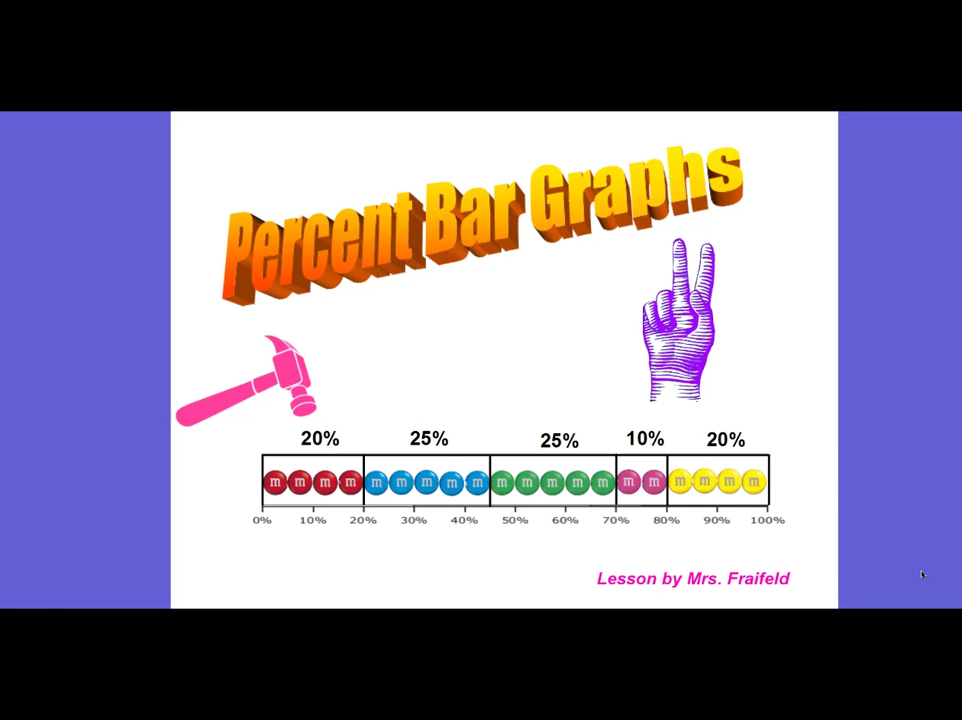 Percent Bar Graphs
20% 25% 25% 10% 20%
m m m m m m m m m m m m m m m m m m m m
0% 10% 20% 30% 40% 50% 60% 70% 80% 90% 100%
Lesson by Mrs. Fraifeld